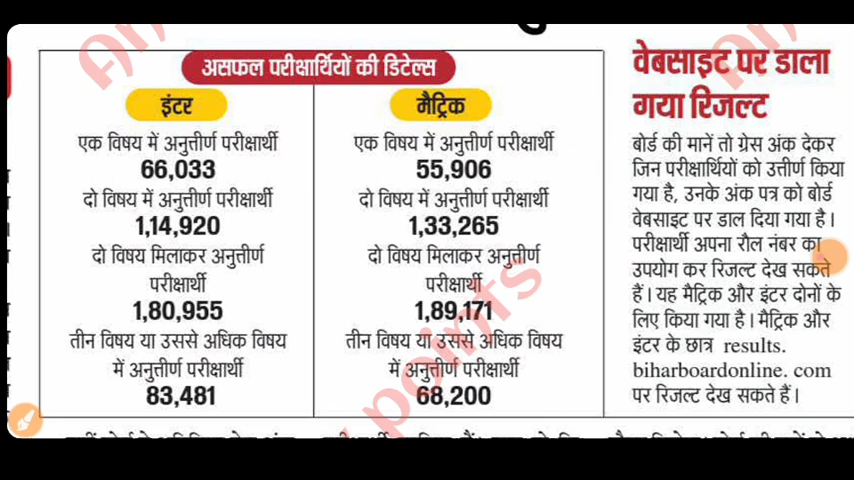 असफल परीक्षार्थियों की डिटेल्स
इंटर
एक विषय में अनुत्तीर्ण परीक्षार्थी
66,033
दो विषय में अनुत्तीर्ण परीक्षार्थी
1,14,920
दो विषय मिलाकर अनुत्तीर्ण
परीक्षार्थी
1,80,955
तीन विषय या उससे अधिक विषय
में अनुत्तीर्ण परीक्षार्थी
83,481
मैट्रिक
एक विषय में अनुत्तीर्ण परीक्षार्थी
55,906
दो विषय में अनुत्तीर्ण परीक्षार्थी
1,33,265
दो विषय मिलाकर अनुत्तीर्ण
परीक्षार्थी
1,89,171
तीन विषय या उससे अधिक विषय
में अनुत्तीर्ण परीक्षार्थी
68,200
वेबसाइट पर डाला
गया रिजल्ट
बोर्ड की मानें तो ग्रेस अंक देकर
जिन परीक्षार्थियों को उत्तीर्ण किया
गया है, उनके अंक पत्र को बोर्ड
वेबसाइट पर डाल दिया गया है।
परीक्षार्थी अपना रौल नंबर का
उपयोग कर रिजल्ट देख सकते
हैं। यह मैट्रिक और इंटर दोनों के
लिए किया गया है। मैट्रिक और
इंटर के छात्र results.
biharboardonline. com
पर रिजल्ट देख सकते हैं।
points